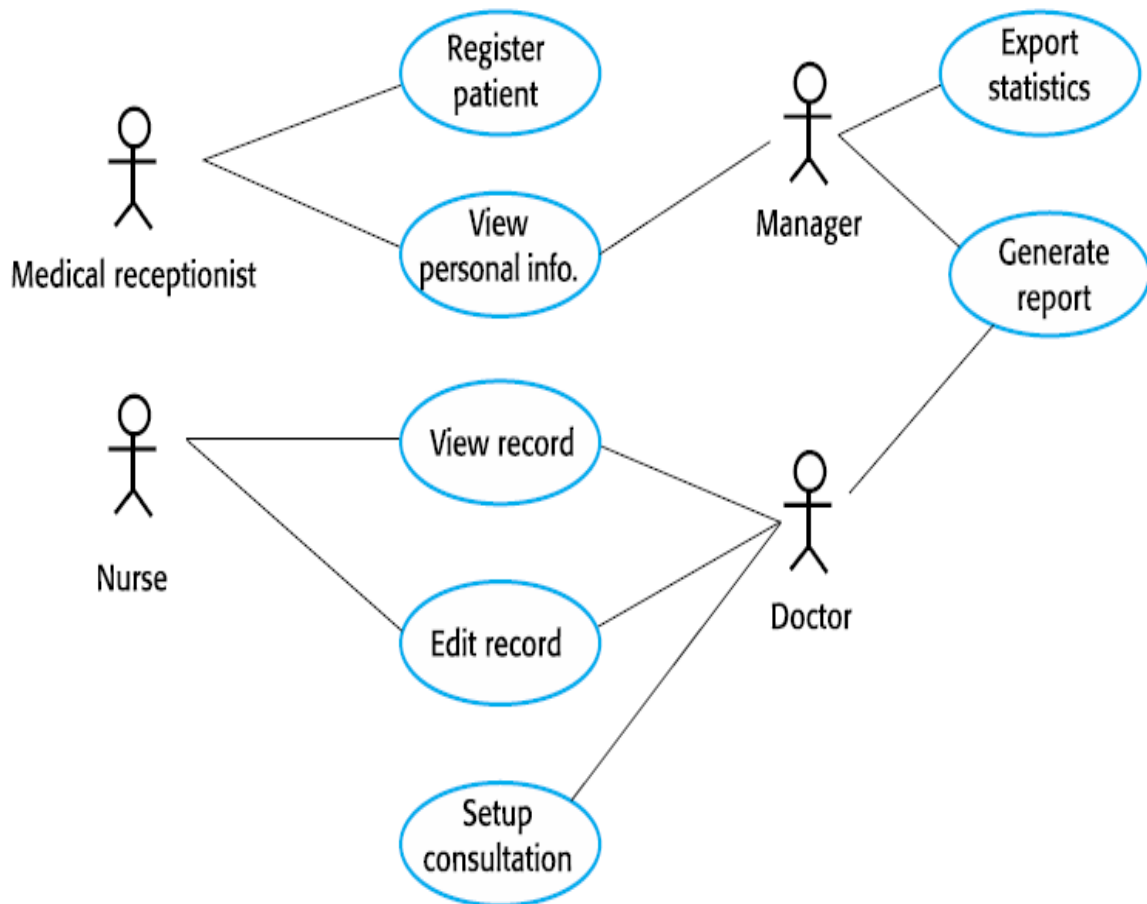 Register
patient
Export
statistics
Medical receptionist
View
personal info.
Manager
Generate
report
View record
Nurse
Edit record
Doctor
Setup
consultation